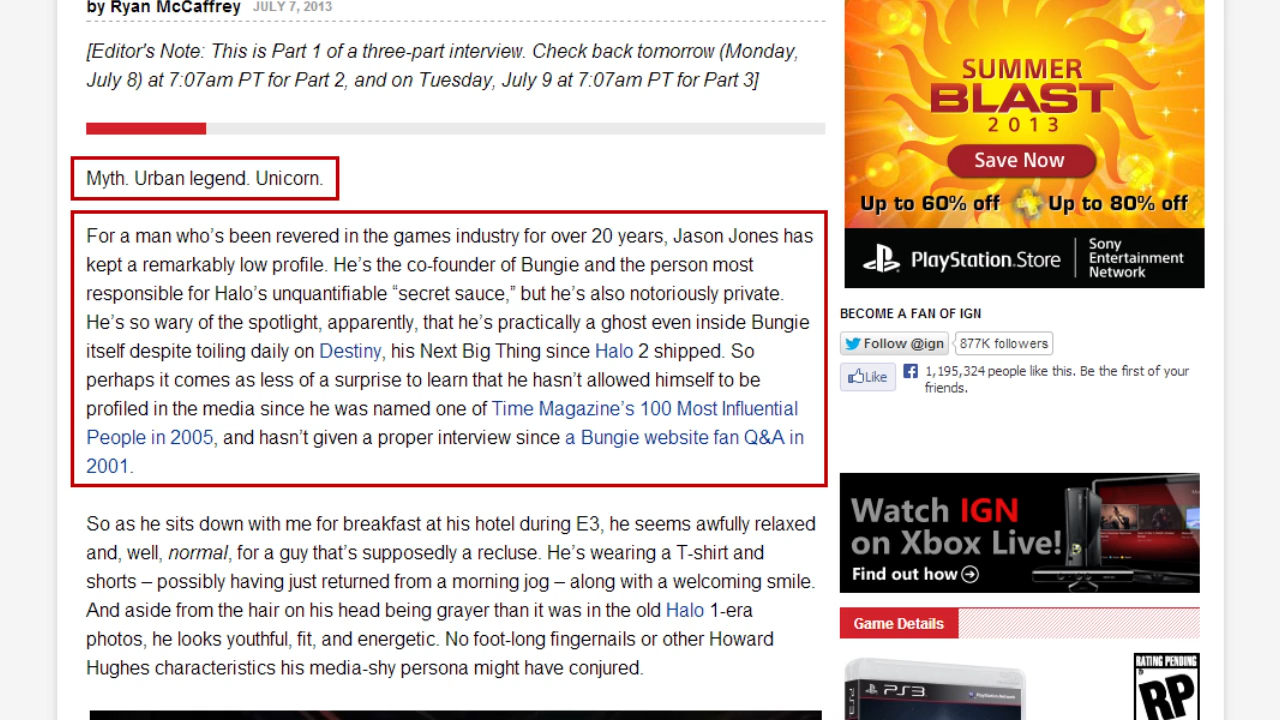 by Ryan McCaffrey JULY 7, 2013
[Editor's Note: This is Part 1 of a three-part interview. Check back tomorrow (Monday,
July 8) at 7:07am PT for Part 2, and on Tuesday, July 9 at 7:07am PT for Part 3]
Myth. Urban legend. Unicorn.
For a man who’s been revered in the games industry for over 20 years, Jason Jones has
kept a remarkably low profile. He’s the co-founder of Bungie and the person most
responsible for Halo’s unquantifiable “secret sauce,” but he’s also notoriously private.
He’s so wary of the spotlight, apparently, that he’s practically a ghost even inside Bungie
itself despite toiling daily on Destiny, his Next Big Thing since Halo 2 shipped. So
perhaps it comes as less of a surprise to learn that he hasn’t allowed himself to be
profiled in the media since he was named one of Time Magazine’s 100 Most Influential
People in 2005, and hasn’t given a proper interview since a Bungie website fan Q&A in
2001.
So as he sits down with me for breakfast at his hotel during E3, he seems awfully relaxed
and, well, normal, for a guy that’s supposedly a recluse. He’s wearing a T-shirt and
shorts – possibly having just returned from a morning jog – along with a welcoming smile.
And aside from the hair on his head being grayer than it was in the old Halo 1-era
photos, he looks youthful, fit, and energetic. No foot-long fingernails or other Howard
Hughes characteristics his media-shy persona might have conjured.
SUMMER
BLAST
2013
Save Now
Up to 60% off Up to 80% off
PlayStation.Store
Sony
Entertainment
Network
BECOME A FAN OF IGN
Follow @ign 877K followers
Like 1,195,324 people like this. Be the first of your
friends.
Watch IGN
on Xbox Live!
Find out how
Game Details
PS3
RATING PENDING
RP